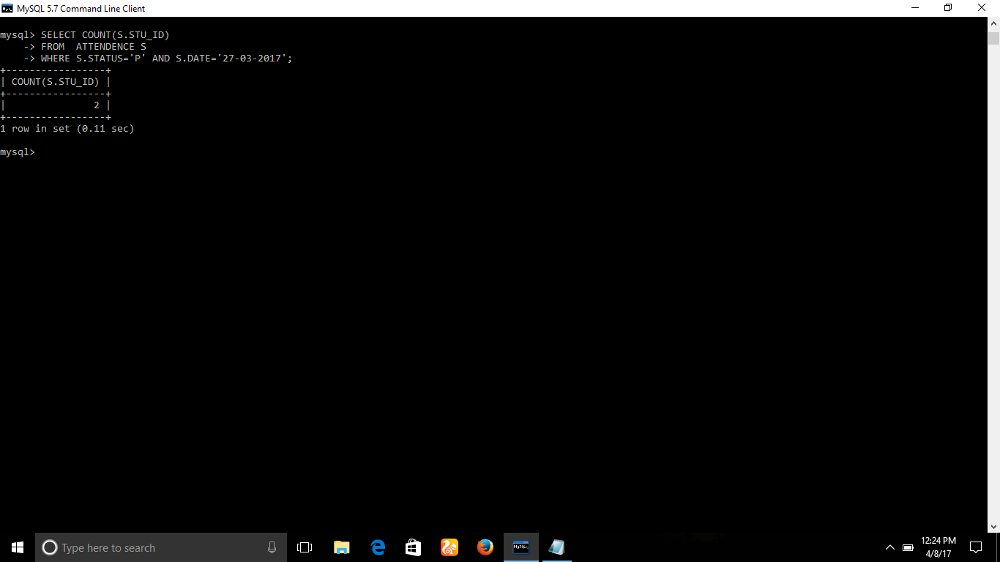 MySQL 5.7 Command Line Client
mysql> SELECT COUNT(S.STU_ID)
    -> FROM  ATTENDENCE S
    -> WHERE S.STATUS='P' AND S.DATE='27-03-2017';
+-----------------+
| COUNT(S.STU_ID) |
+-----------------+
|               2 |
+-----------------+
1 row in set (0.11 sec)
mysql>
Type here to search
12:24 PM
4/8/17